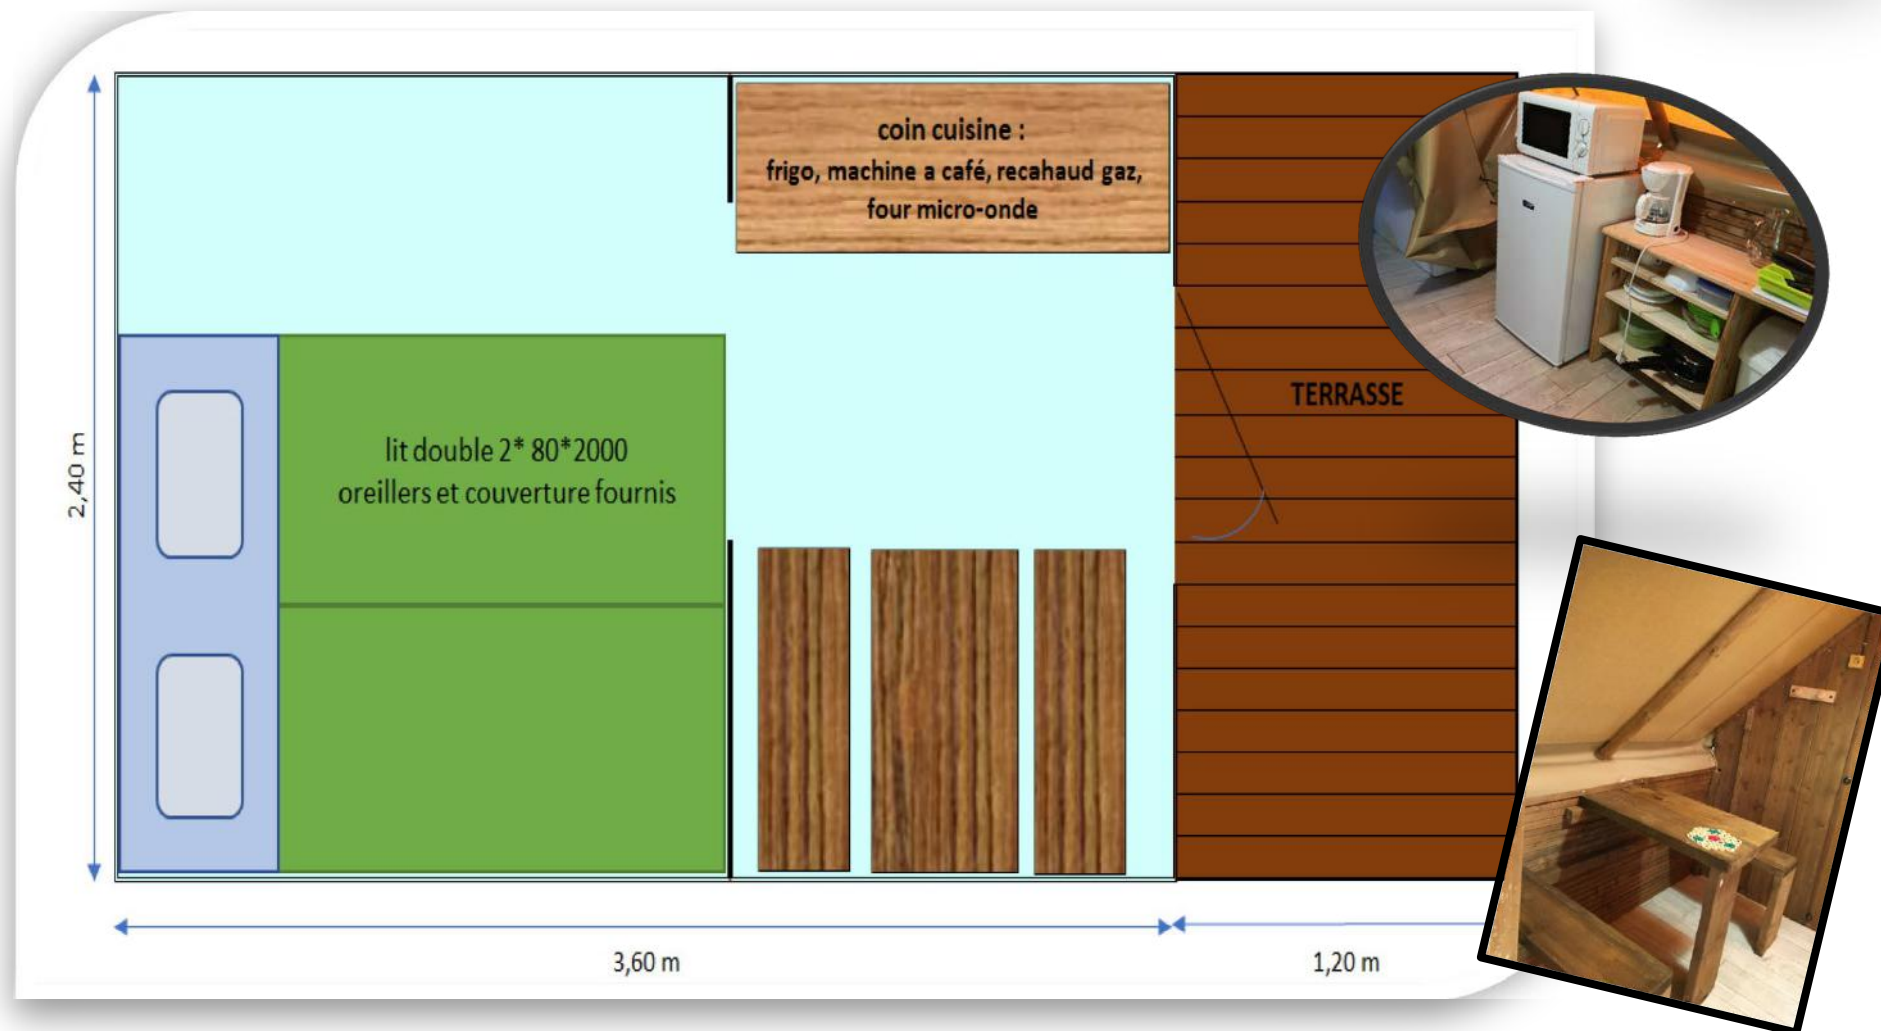 coin cuisine :
frigo, machine a café, recahaud gaz,
four micro-onde
TERRASSE
lit double 2* 80*2000
oreillers et couverture fournis
2,40 m
3,60 m
1,20 m